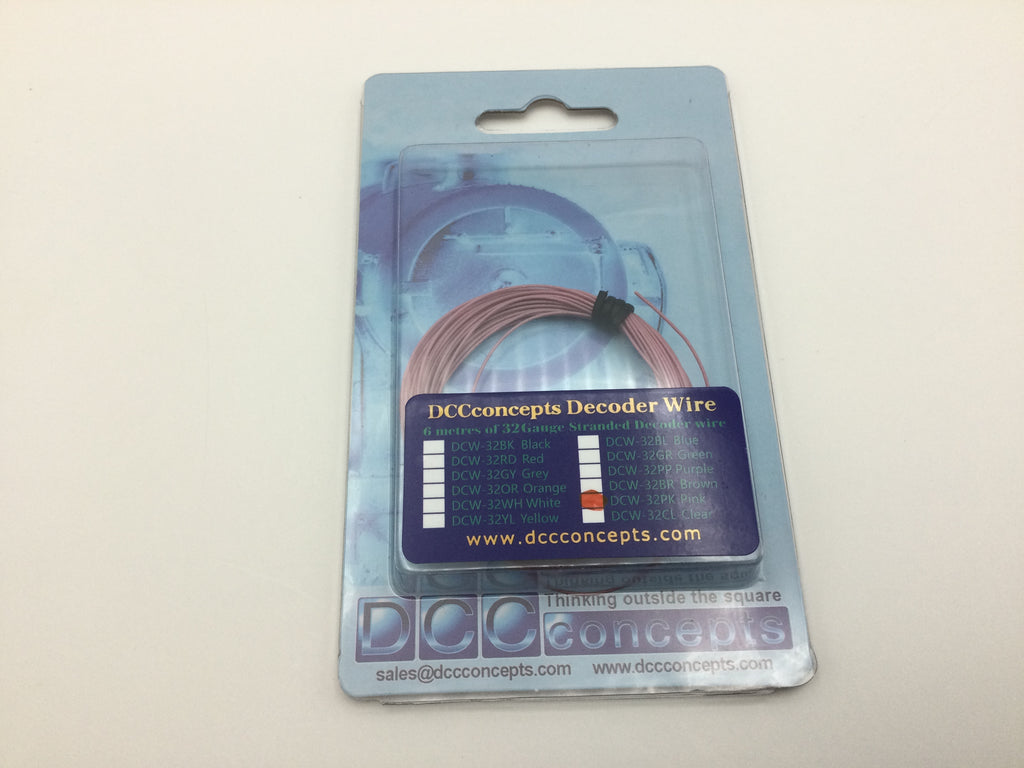 DCCconcepts Decoder Wire
6 metres of 32Gauge Stranded Decoder wire
DCW-32BK Black
DCW-32RD Red
DCW-32GY Grey
DCW-32OR Orange
DCW-32WH White
DCW-32YL Yellow
DCW-32BL Blue
DCW-32GR Green
DCW-32PP Purple
DCW-32BR Brown
DCW-32PK Pink
DCW-32CL Clear
www.dccconcepts.com
Thinking outside the square
DCC concepts
sales@dccconcepts.com www.dccconcepts.com